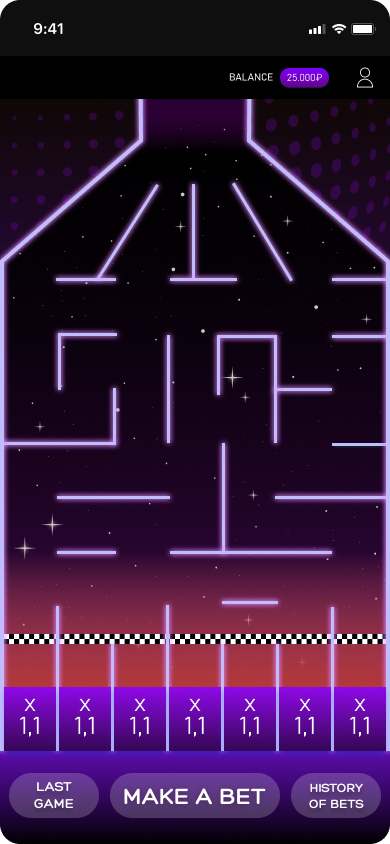 9:41
BALANCE 25.000₽
X X X X X X X
1,1 1,1 1,1 1,1 1,1 1,1 1,1
LAST
GAME
MAKE A BET
HISTORY
OF BETS